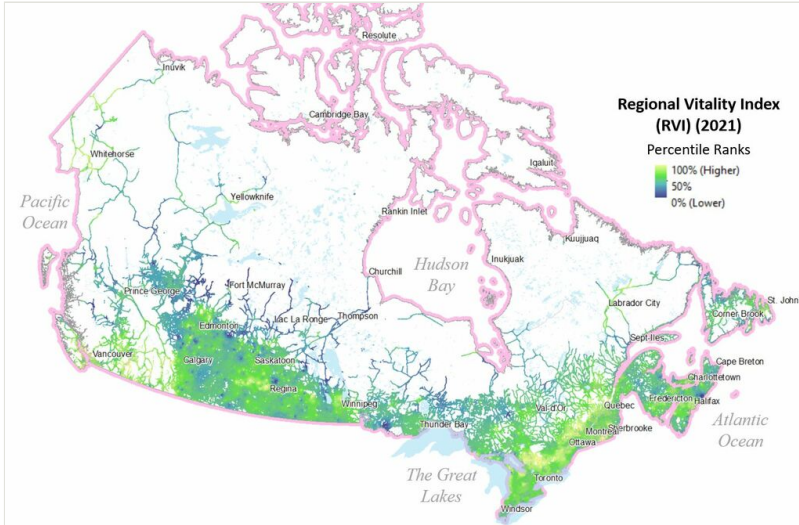 Resolute
Inuvik
Cambridge Bay
Regional Vitality Index
(RVI) (2021)
Percentile Ranks
100% (Higher)
50%
0% (Lower)
Whitehorse
Igaluit
Yellowknife
Pacific
Ocean
Rankin Inlet
Kuujjuaq
Inukjuak
Hudson
Bay
Churchill
Prince George
Fort McMurray
Labrador City
St. John
Corner Brook
Lac La Ronge
Thompson
Edmonton
Sept-Iles
Vancouver
Calgary
Saskatoon
Cape Breton
Charlottetown
Regina
Winnipeg
Val-d'Or
Quebec
Fredericton
Halifax
Thunder Bay
Montreal
Sherbrooke
Ottawa
Atlantic
Ocean
The Great
Lakes
Toronto
Windsor